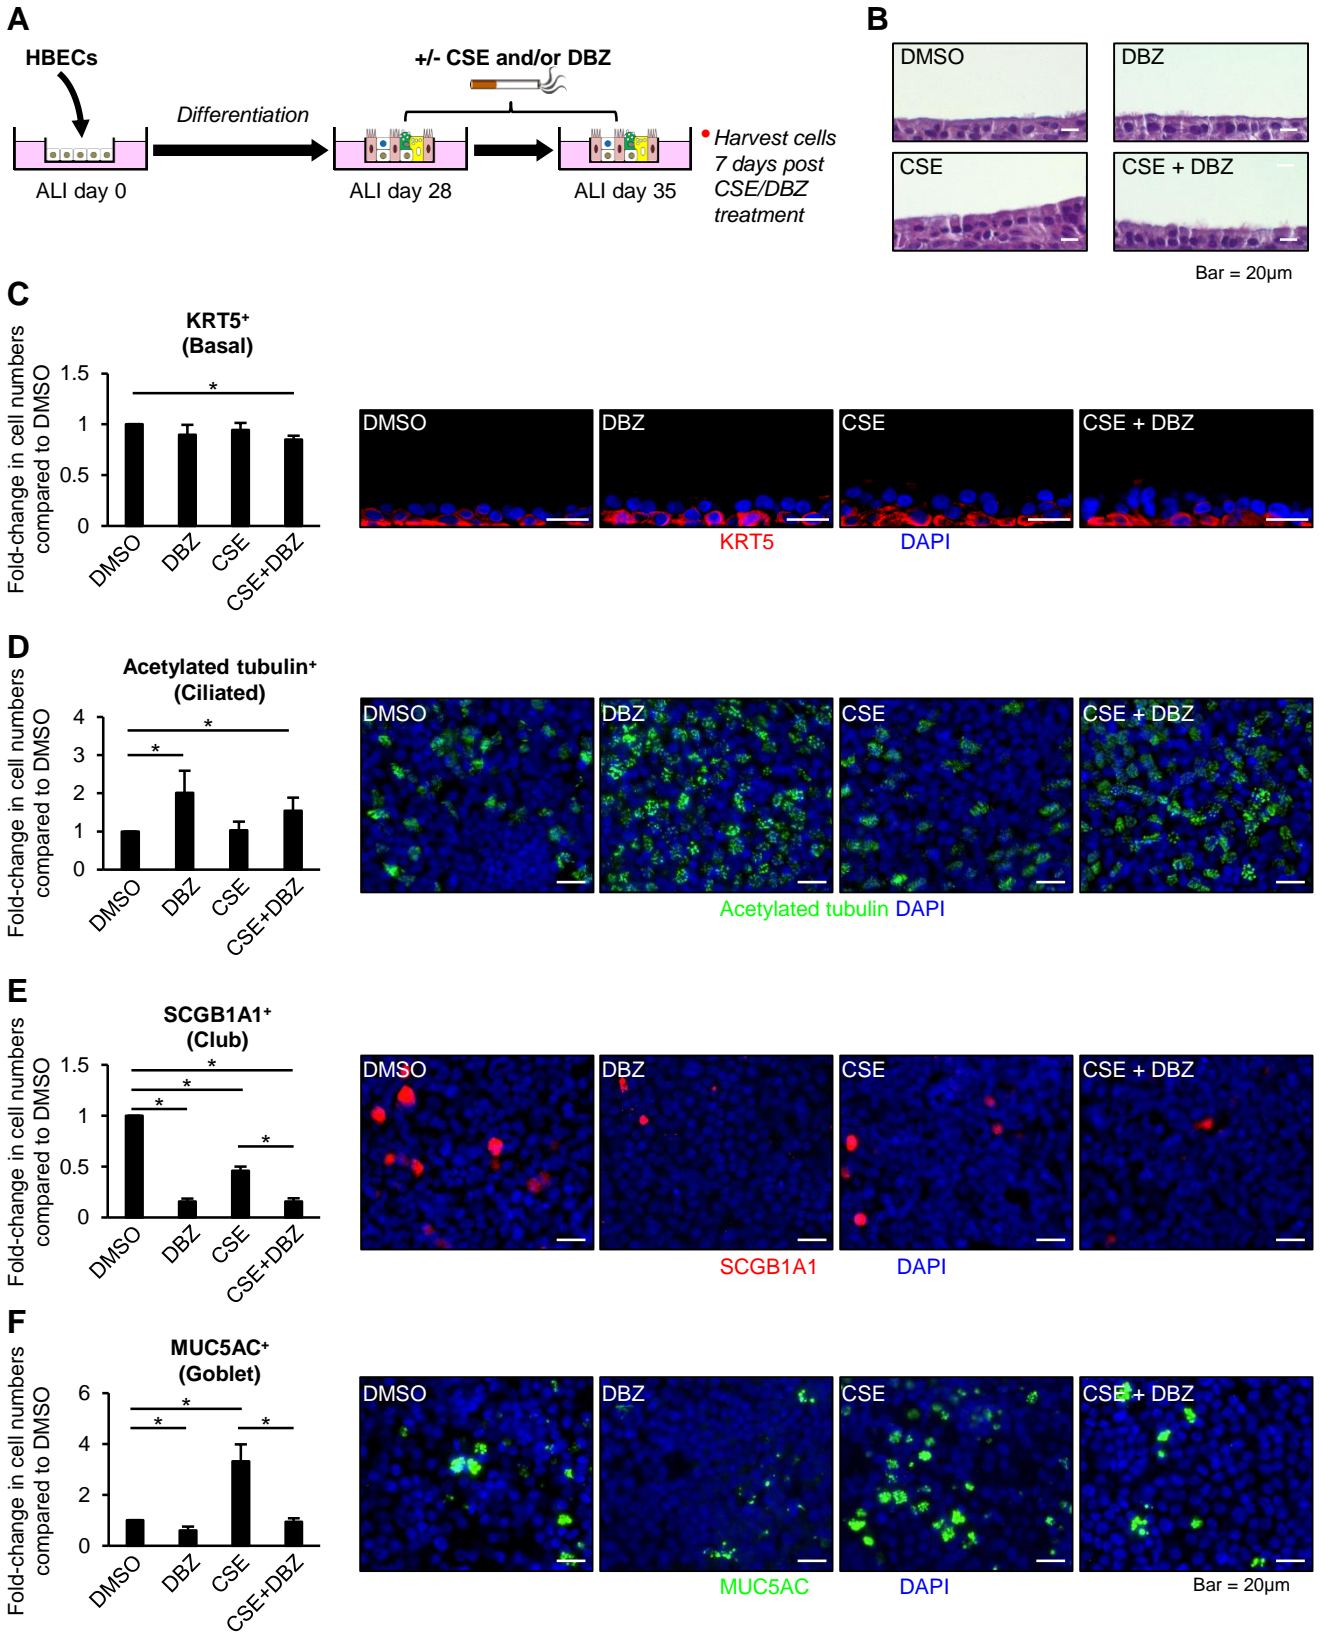 A
HBECs
+/- CSE and/or DBZ
Differentiation
ALI day 0
ALI day 28
ALI day 35
Harvest cells
7 days post
CSE/DBZ
treatment
B
DMSO
DBZ
CSE
CSE + DBZ
Bar = 20µm
C
KRT5+
(Basal)
Fold-change in cell numbers
compared to DMSO
1.5
1
0.5
0
*
DMSO
DBZ
CSE
CSE+DBZ
DMSO
DBZ
CSE
CSE + DBZ
KRT5
DAPI
D
Acetylated tubulin+
(Ciliated)
Fold-change in cell numbers
compared to DMSO
4
3
2
1
0
*
*
DMSO
DBZ
CSE
CSE+DBZ
DMSO
DBZ
CSE
CSE + DBZ
Acetylated tubulin DAPI
E
SCGB1A1+
(Club)
Fold-change in cell numbers
compared to DMSO
1.5
1
0.5
0
*
*
*
*
DMSO
DBZ
CSE
CSE+DBZ
DMSO
DBZ
CSE
CSE + DBZ
SCGB1A1
DAPI
F
MUC5AC+
(Goblet)
Fold-change in cell numbers
compared to DMSO
6
4
2
0
*
*
*
DMSO
DBZ
CSE
CSE+DBZ
DMSO
DBZ
CSE
CSE + DBZ
MUC5AC
DAPI
Bar = 20µm